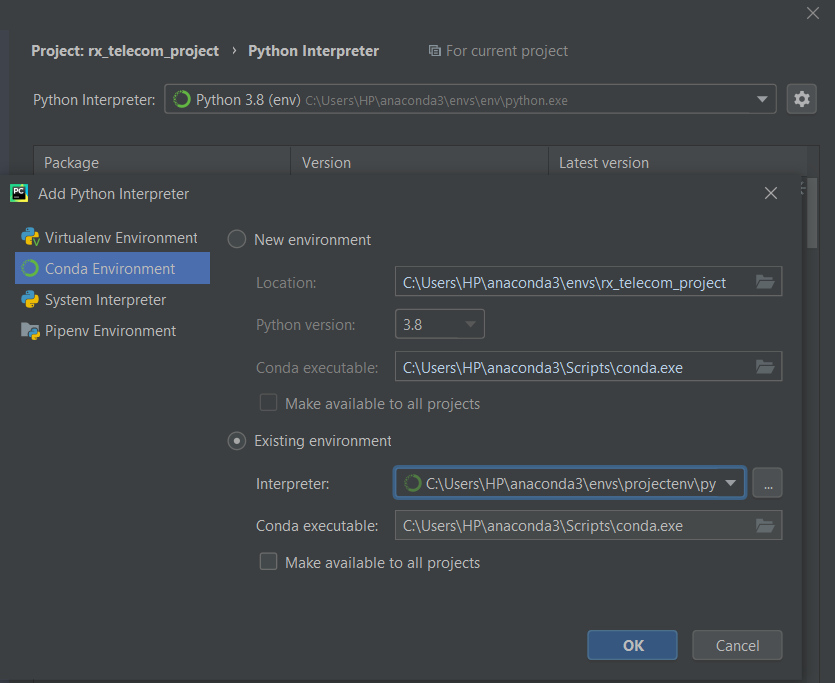 Project: rx_telecom_project › Python Interpreter For current project
Python Interpreter: Python 3.8 (env) C:\Users\HP\anaconda3\envs\env\python.exe
Package Version Latest version
PC Add Python Interpreter
Virtualenv Environment
Conda Environment
System Interpreter
Pipenv Environment
New environment
Location: C:\Users\HP\anaconda3\envs\rx_telecom_project
Python version: 3.8
Conda executable: C:\Users\HP\anaconda3\Scripts\conda.exe
Make available to all projects
Existing environment
Interpreter: C:\Users\HP\anaconda3\envs\projectenv\py ...
Conda executable: C:\Users\HP\anaconda3\Scripts\conda.exe
Make available to all projects
OK Cancel